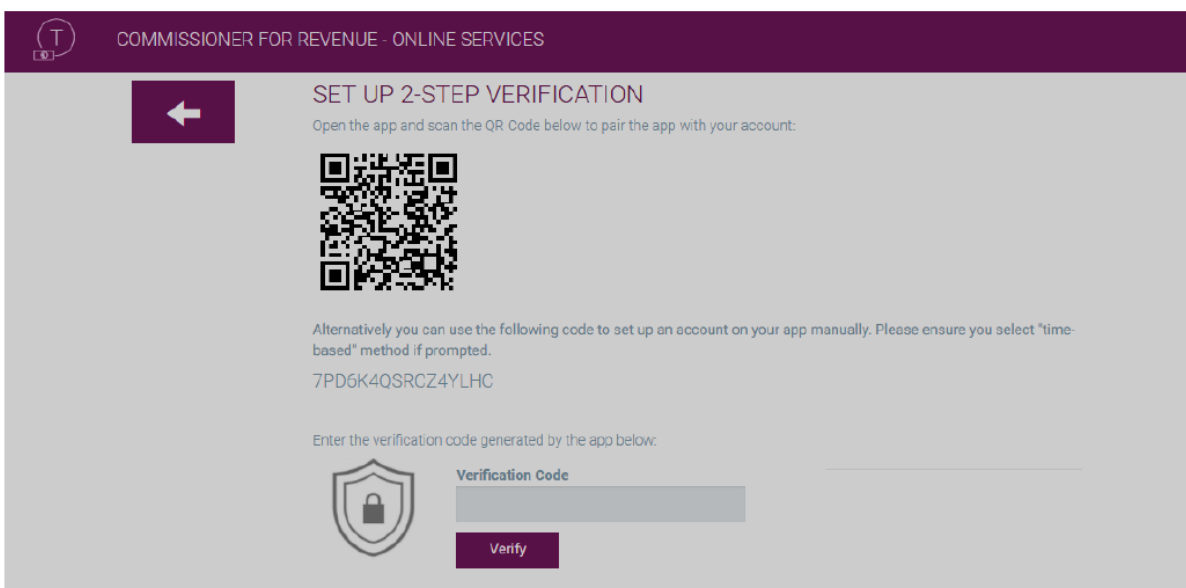 T
COMMISSIONER FOR REVENUE - ONLINE SERVICES
SET UP 2-STEP VERIFICATION
Open the app and scan the QR Code below to pair the app with your account:
Alternatively you can use the following code to set up an account on your app manually. Please ensure you select "time-
based" method if prompted.
7PD6K4QSRCZ4YLHC
Enter the verification code generated by the app below:
Verification Code
Verify